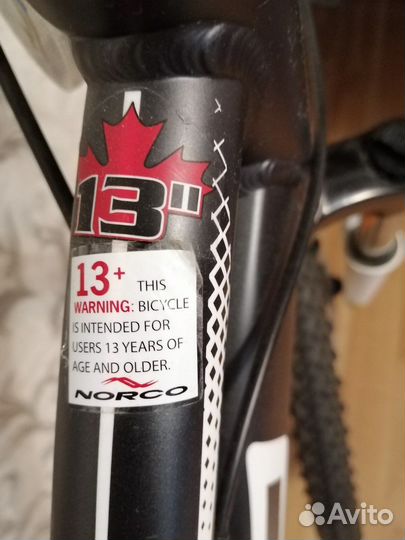 13"
13+ THIS
WARNING: BICYCLE
IS INTENDED FOR
USERS 13 YEARS OF
AGE AND OLDER.
NORCO
Avito